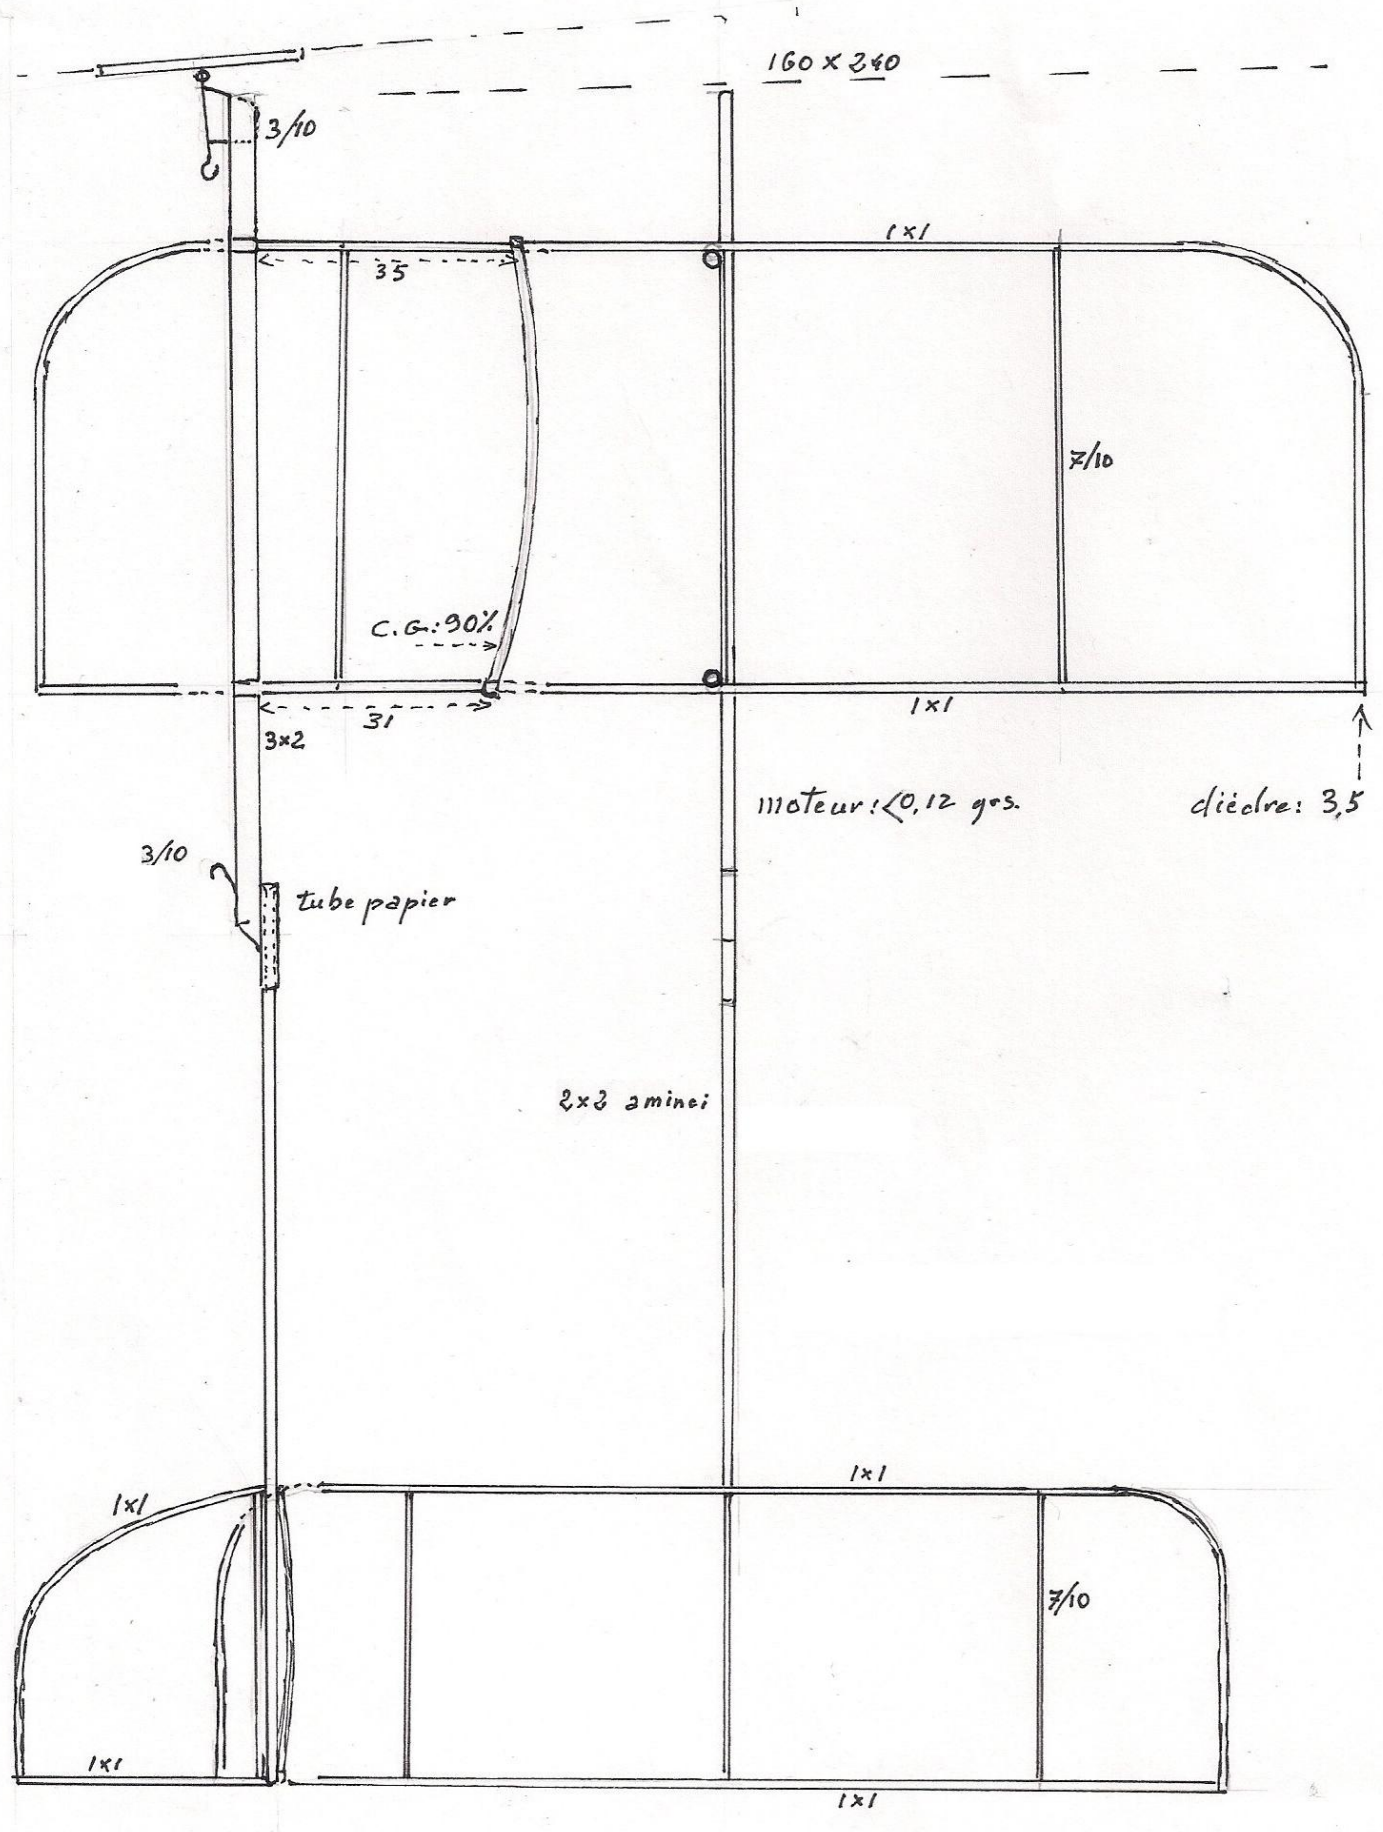 160 x 240
3/10
1x1
35
7/10
C.G.:90%
1x1
31
3x2
moteur:<0,12 grs.
dièdre: 3,5
3/10
tube papier
2x2 aminci
1x1
1x1
7/10
1x1
1x1